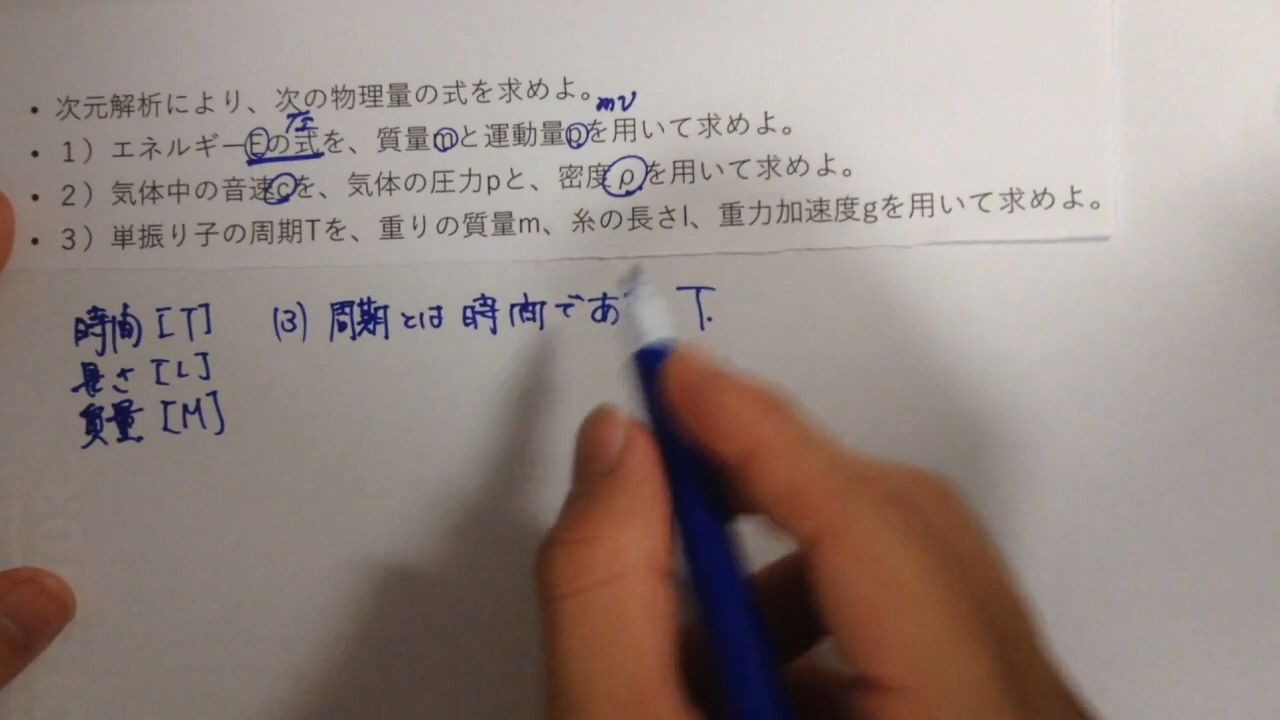 ・次元解析により、次の物理量の式を求めよ。
mv
・1）エネルギーEの式を、質量mと運動量pを用いて求めよ。
・2）気体中の音速cを、気体の圧力pと、密度ρを用いて求めよ。
・3）単振り子の周期Tを、重りの質量m、糸の長さl、重力加速度gを用いて求めよ。
時間 [T] (3) 周期とは時間であ T.
長さ [L]
質量 [M]